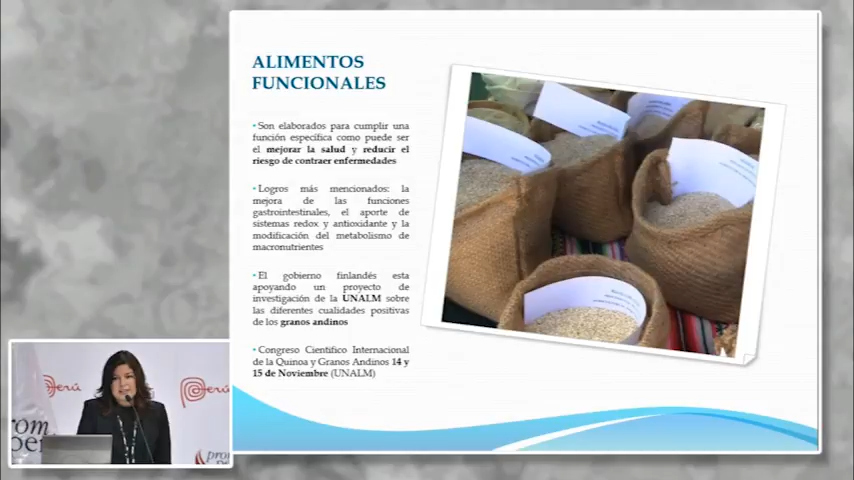 ALIMENTOS
FUNCIONALES
•Son elaborados para cumplir una
función específica como puede ser
el mejorar la salud y reducir el
riesgo de contraer enfermedades
•Logros más mencionados: la
mejora de las funciones
gastrointestinales, el aporte de
sistemas redox y antioxidante y la
modificación del metabolismo de
macronutrientes
•El gobierno finlandés esta
apoyando un proyecto de
investigación de la UNALM sobre
las diferentes cualidades positivas
de los granos andinos
•Congreso Científico Internacional
de la Quinoa y Granos Andinos 14 y
15 de Noviembre (UNALM)
Perú